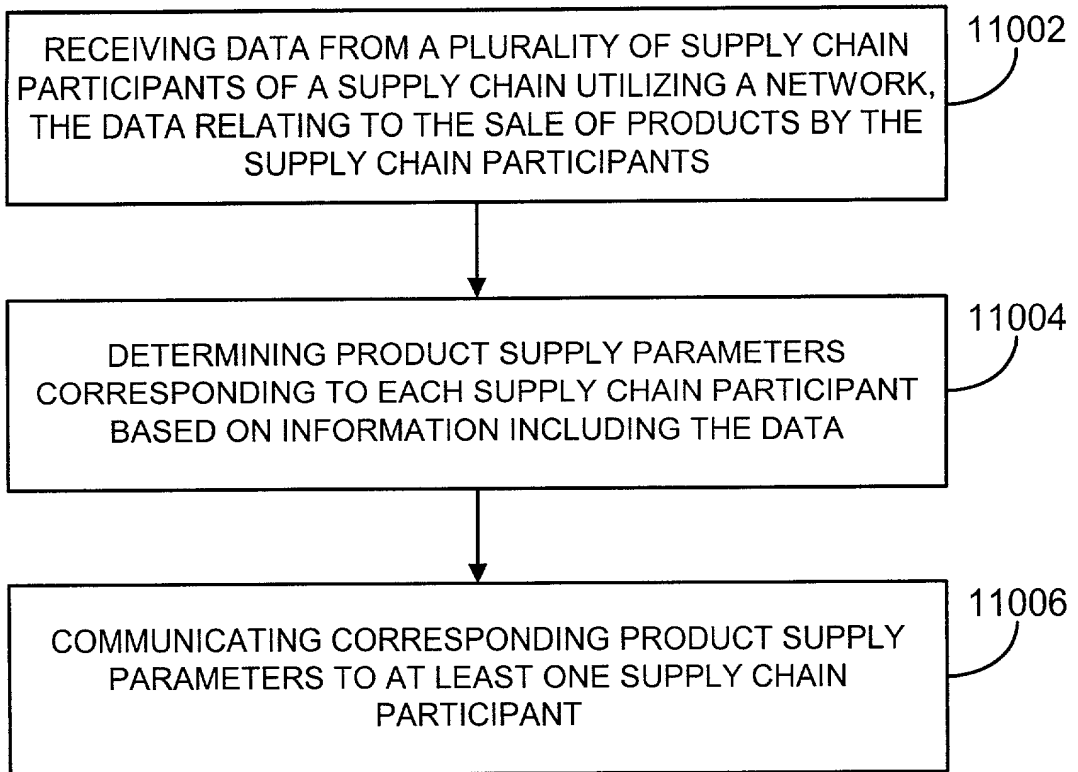 RECEIVING DATA FROM A PLURALITY OF SUPPLY CHAIN
PARTICIPANTS OF A SUPPLY CHAIN UTILIZING A NETWORK,
THE DATA RELATING TO THE SALE OF PRODUCTS BY THE
SUPPLY CHAIN PARTICIPANTS
11002
DETERMINING PRODUCT SUPPLY PARAMETERS
CORRESPONDING TO EACH SUPPLY CHAIN PARTICIPANT
BASED ON INFORMATION INCLUDING THE DATA
11004
COMMUNICATING CORRESPONDING PRODUCT SUPPLY
PARAMETERS TO AT LEAST ONE SUPPLY CHAIN
PARTICIPANT
11006